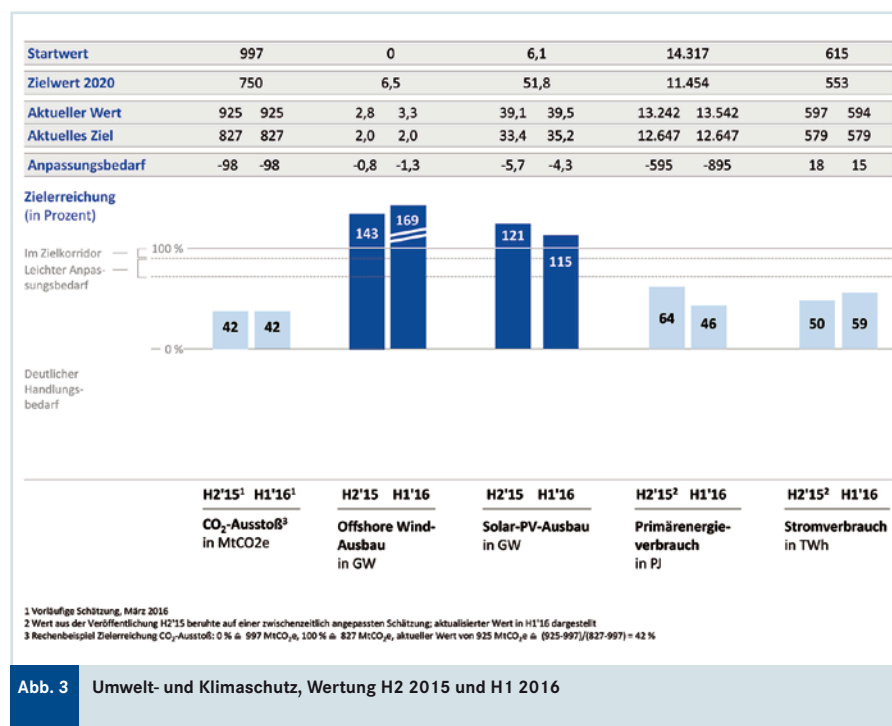 Startwert 997 0 6,1 14.317 615
Zielwert 2020 750 6,5 51,8 11.454 553
Aktueller Wert 925 925 2,8 3,3 39,1 39,5 13.242 13.542 597 594
Aktuelles Ziel 827 827 2,0 2,0 33,4 35,2 12.647 12.647 579 579
Anpassungsbedarf -98 -98 -0,8 -1,3 -5,7 -4,3 -595 -895 18 15
Zielerreichung
(in Prozent)
Im Zielkorridor
100 %
Leichter Anpas-
sungsbedarf
143 169 121 115
42 42 64 46 50 59
0 %
Deutlicher
Handlungs-
bedarf
H2'15¹ H1'16¹ H2'15 H1'16 H2'15 H1'16 H2'15² H1'16 H2'15² H1'16
CO₂-Ausstoß³ Offshore Wind- Solar-PV-Ausbau Primärenergie- Stromverbrauch
in MtCO2e Ausbau in GW verbrauch in TWh
in GW in PJ
1 Vorläufige Schätzung, März 2016
2 Wert aus der Veröffentlichung H2'15 beruhte auf einer zwischenzeitlich angepassten Schätzung; aktualisierter Wert in H1'16 dargestellt
3 Rechenbeispiel Zielerreichung CO₂-Ausstoß: 0 % ≙ 997 MtCO₂e, 100 % ≙ 827 MtCO₂e, aktueller Wert von 925 MtCO₂e ≙ (925-997)/(827-997) = 42 %
Abb. 3 Umwelt- und Klimaschutz, Wertung H2 2015 und H1 2016